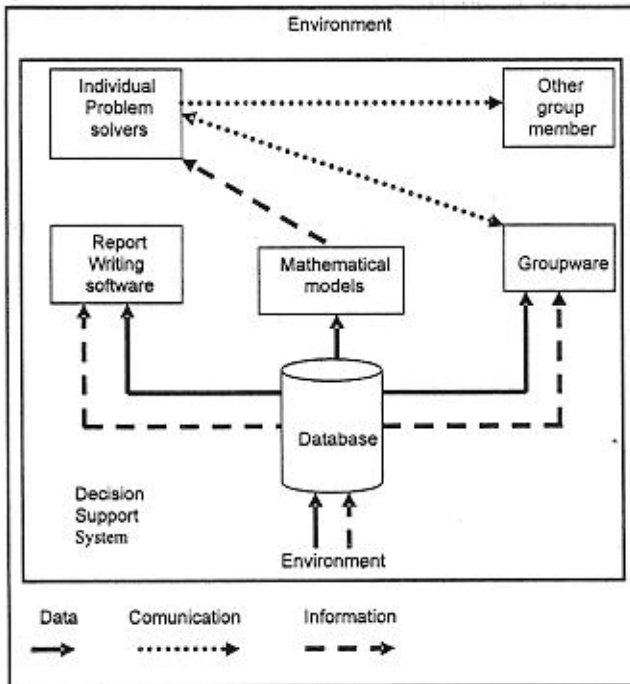 Environment
Individual
Problem
solvers
Other
group
member
Report
Writing
software
Mathematical
models
Groupware
Database
Decision
Support
System
Environment
Data
Comunication
Information